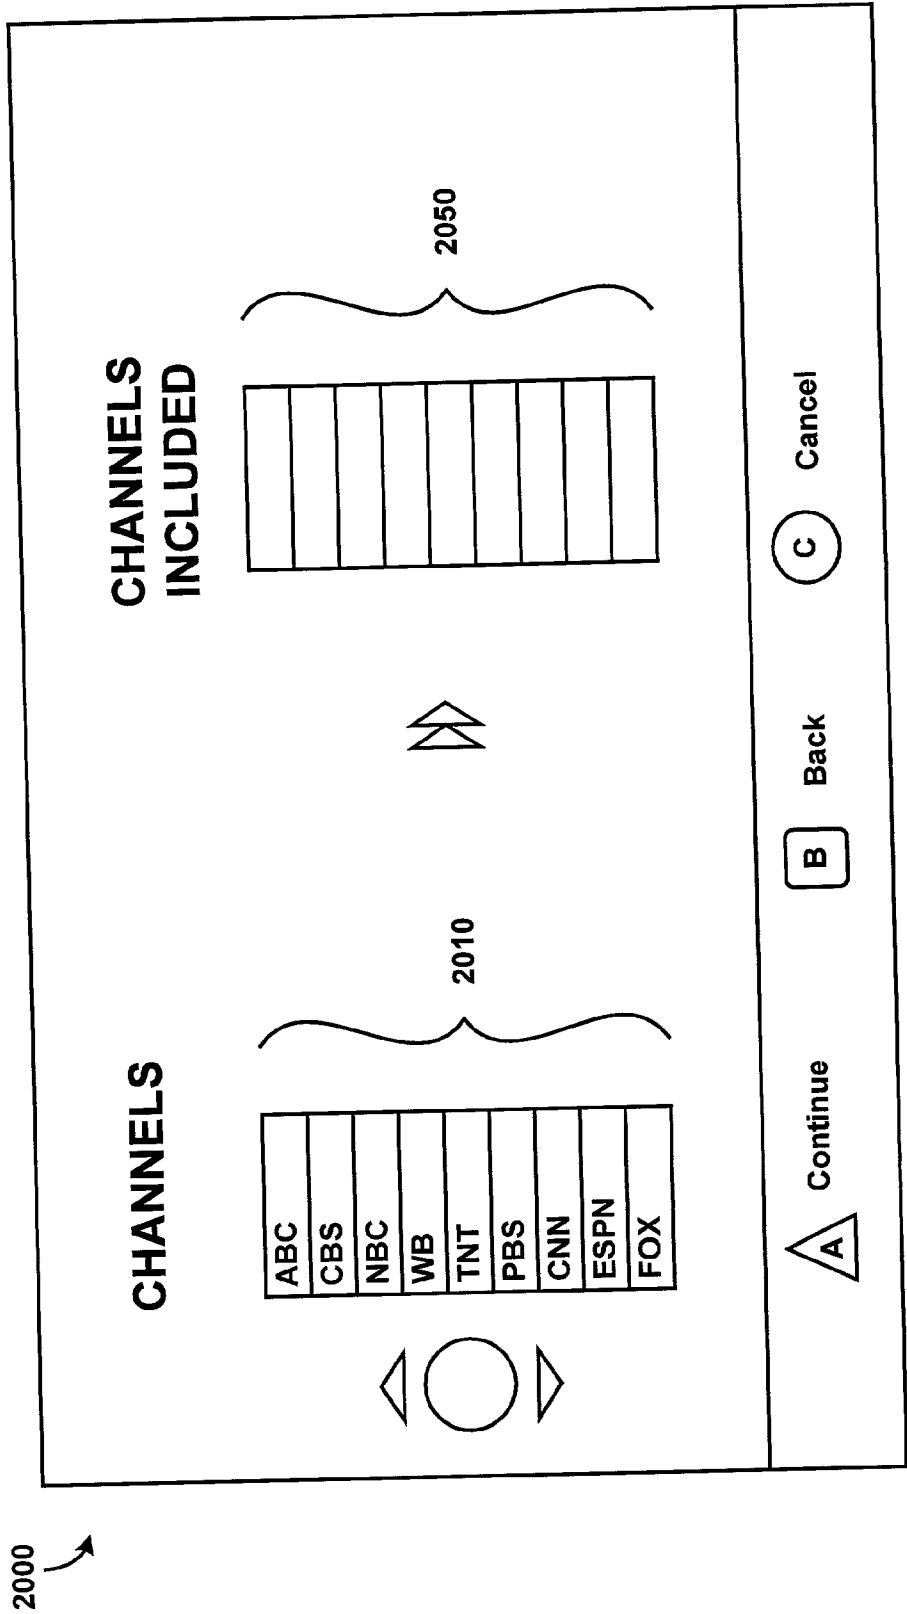 2000
CHANNELS
CHANNELS
INCLUDED
ABC
CBS
NBC
WB
TNT
PBS
CNN
ESPN
FOX
2010
2050
A Continue
B Back
C Cancel